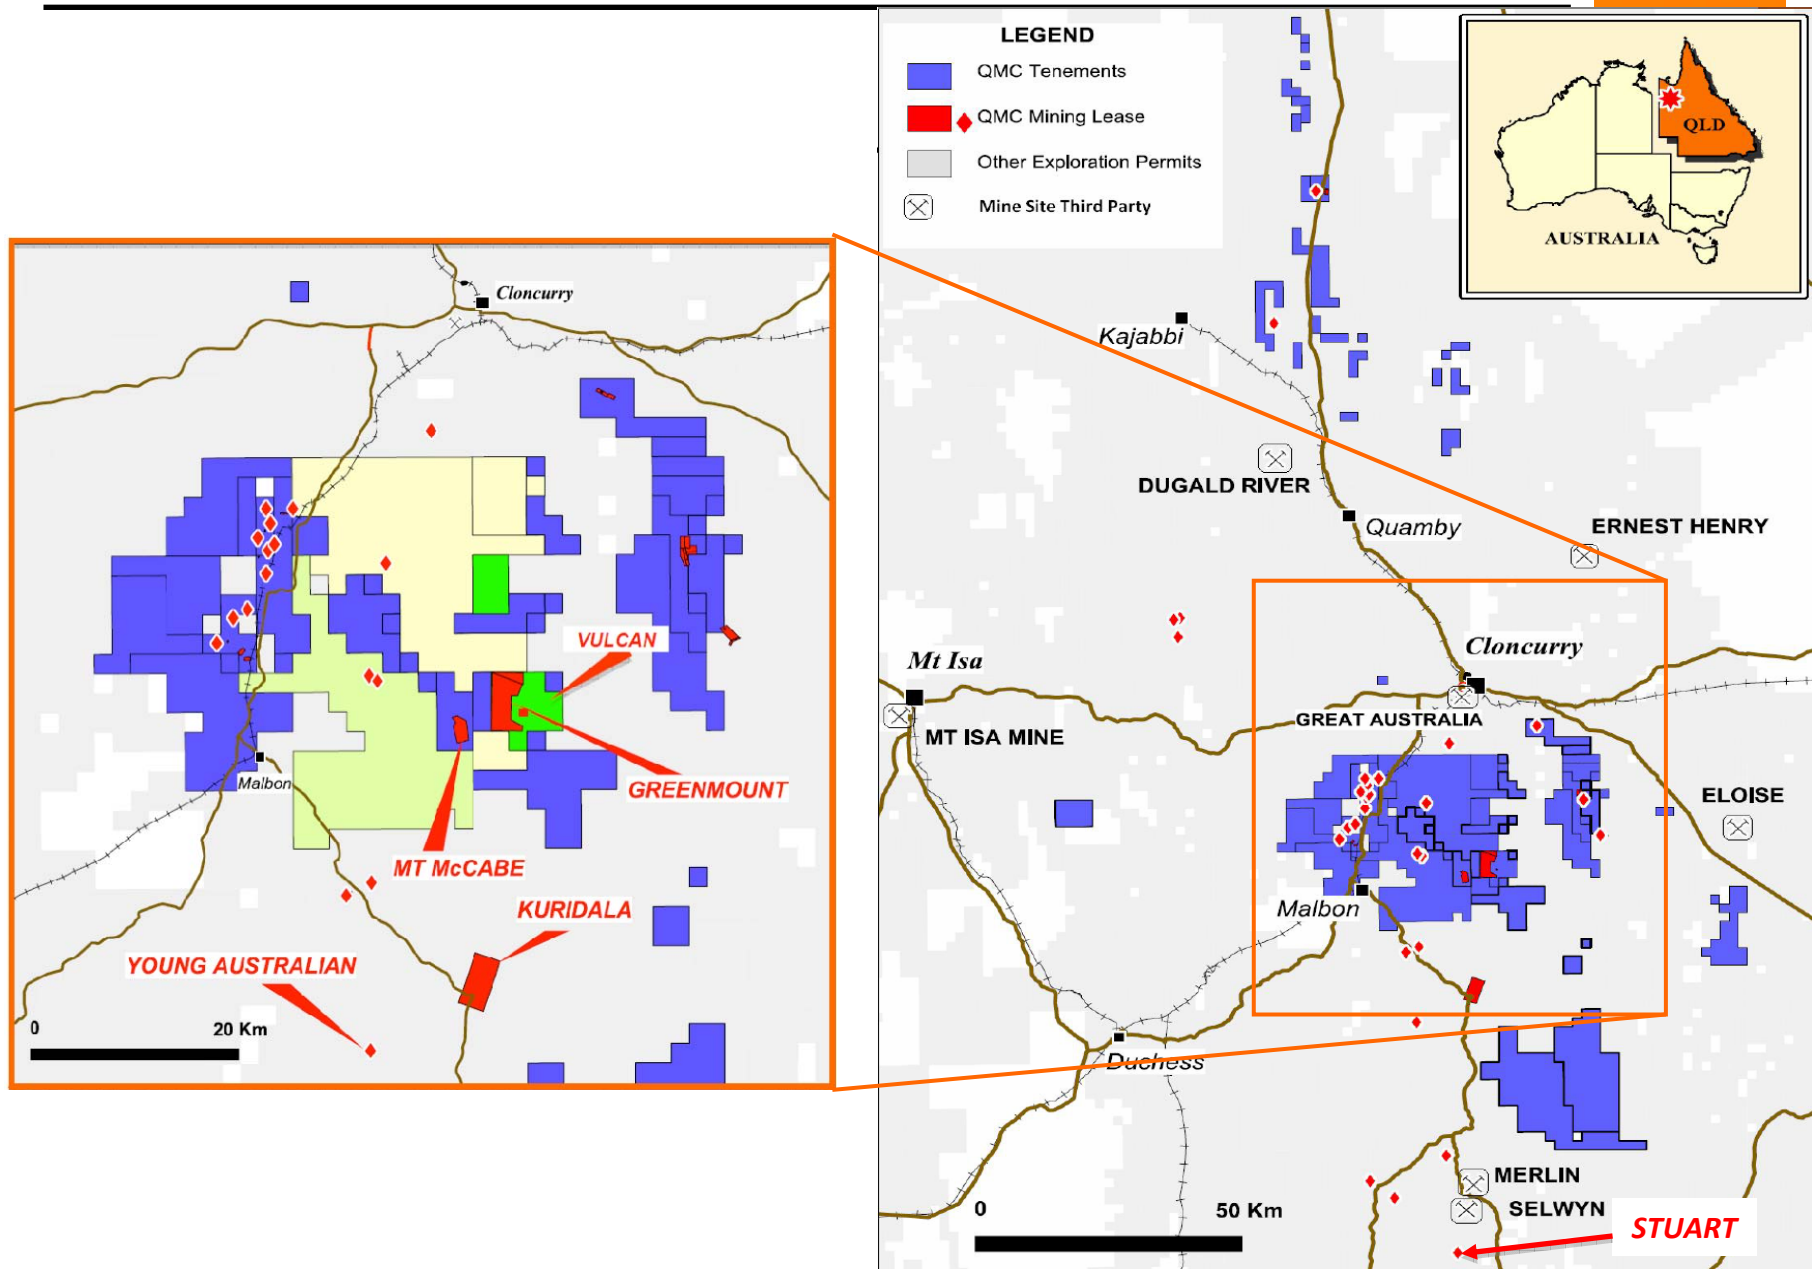 LEGEND
QMC Tenements
QMC Mining Lease
Other Exploration Permits
Mine Site Third Party
QLD
AUSTRALIA
Cloncurry
VULCAN
GREENMOUNT
Malbon
MT McCABE
KURIDALA
YOUNG AUSTRALIAN
0 20 Km
Kajabbi
DUGALD RIVER
Quamby
ERNEST HENRY
Cloncurry
Mt Isa
GREAT AUSTRALIA
MT ISA MINE
ELOISE
Malbon
Duchess
MERLIN
SELWYN
0 50 Km
STUART